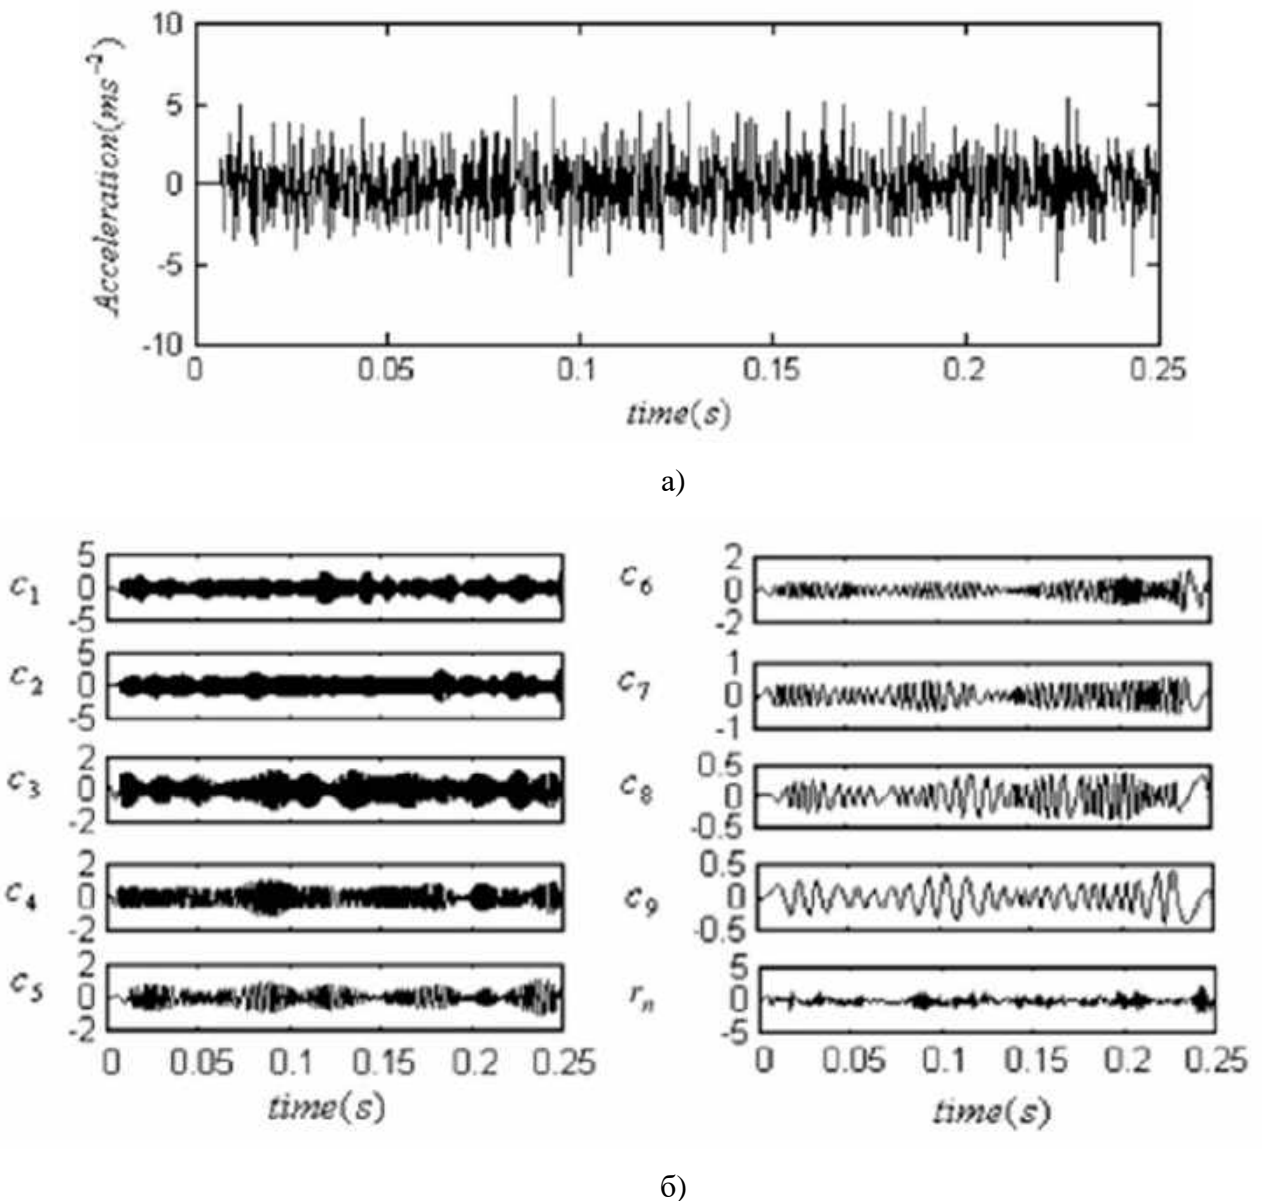 Acceleration(ms⁻²)
10
5
0
-5
-10
0 0.05 0.1 0.15 0.2 0.25
time(s)
а)
c₁ 5 0 -5
c₂ 5 0 -5
c₃ 2 0 -2
c₄ 2 0 -2
c₅ 2 0 -2
0 0.05 0.1 0.15 0.2 0.25
time(s)
c₆ 2 0 -2
c₇ 1 0 -1
c₈ 0.5 0 -0.5
c₉ 0.5 0 -0.5
rₙ 5 0 -5
0 0.05 0.1 0.15 0.2 0.25
time(s)
б)